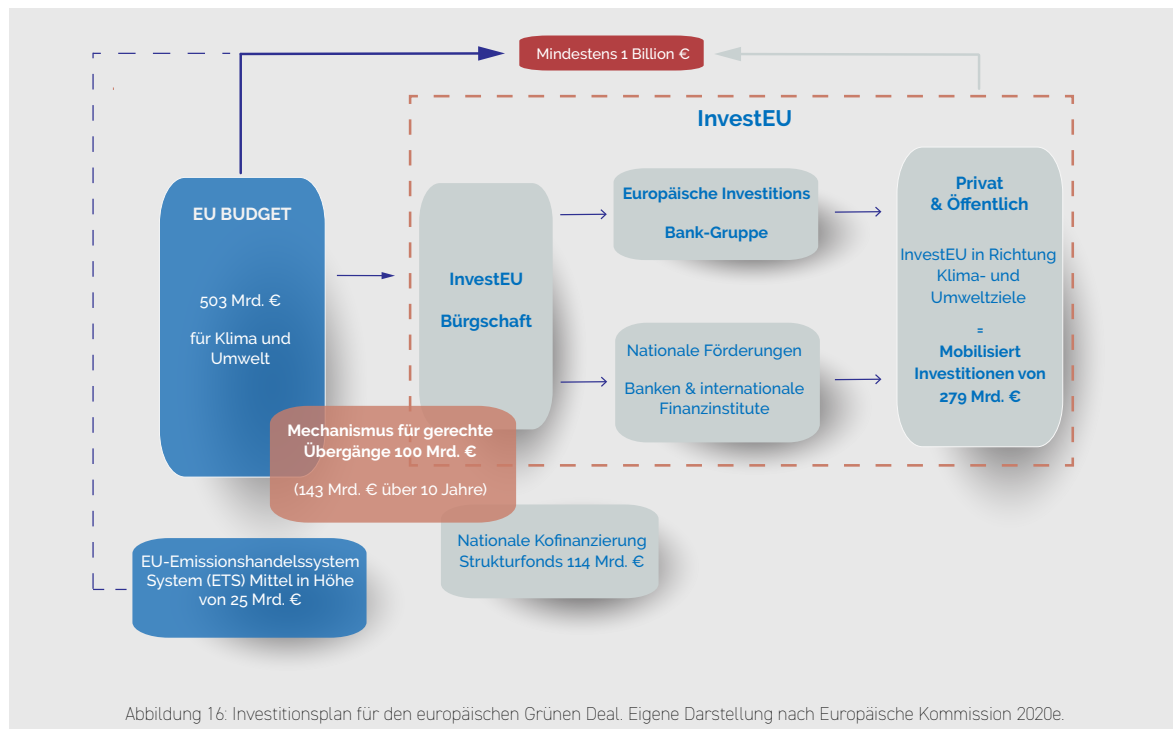 Mindestens 1 Billion €
InvestEU
EU BUDGET
503 Mrd. €
für Klima und
Umwelt
InvestEU
Bürgschaft
Europäische Investitions
Bank-Gruppe
Nationale Förderungen
Banken & internationale
Finanzinstitute
Privat
& Öffentlich
InvestEU in Richtung
Klima- und
Umweltziele
=
Mobilisiert
Investitionen von
279 Mrd. €
Mechanismus für gerechte
Übergänge 100 Mrd. €
(143 Mrd. € über 10 Jahre)
Nationale Kofinanzierung
Strukturfonds 114 Mrd. €
EU-Emissionshandelssystem
System (ETS) Mittel in Höhe
von 25 Mrd. €
Abbildung 16: Investitionsplan für den europäischen Grünen Deal. Eigene Darstellung nach Europäische Kommission 2020e.